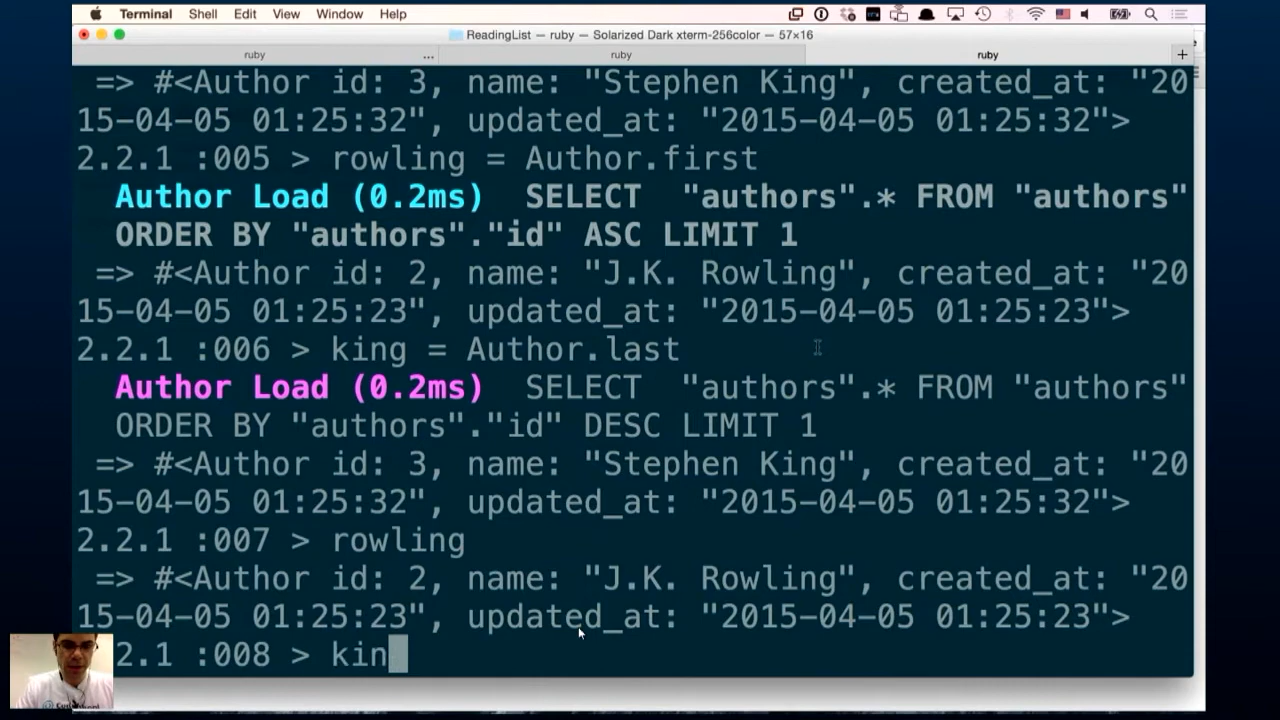 Terminal Shell Edit View Window Help
ReadingList — ruby — Solarized Dark xterm-256color — 57×16
ruby ... ruby ruby +
=> #<Author id: 3, name: "Stephen King", created_at: "20
15-04-05 01:25:32", updated_at: "2015-04-05 01:25:32">
2.2.1 :005 > rowling = Author.first
Author Load (0.2ms) SELECT "authors".* FROM "authors"
ORDER BY "authors"."id" ASC LIMIT 1
=> #<Author id: 2, name: "J.K. Rowling", created_at: "20
15-04-05 01:25:23", updated_at: "2015-04-05 01:25:23">
2.2.1 :006 > king = Author.last
Author Load (0.2ms) SELECT "authors".* FROM "authors"
ORDER BY "authors"."id" DESC LIMIT 1
=> #<Author id: 3, name: "Stephen King", created_at: "20
15-04-05 01:25:32", updated_at: "2015-04-05 01:25:32">
2.2.1 :007 > rowling
=> #<Author id: 2, name: "J.K. Rowling", created_at: "20
15-04-05 01:25:23", updated_at: "2015-04-05 01:25:23">
2.1 :008 > kin